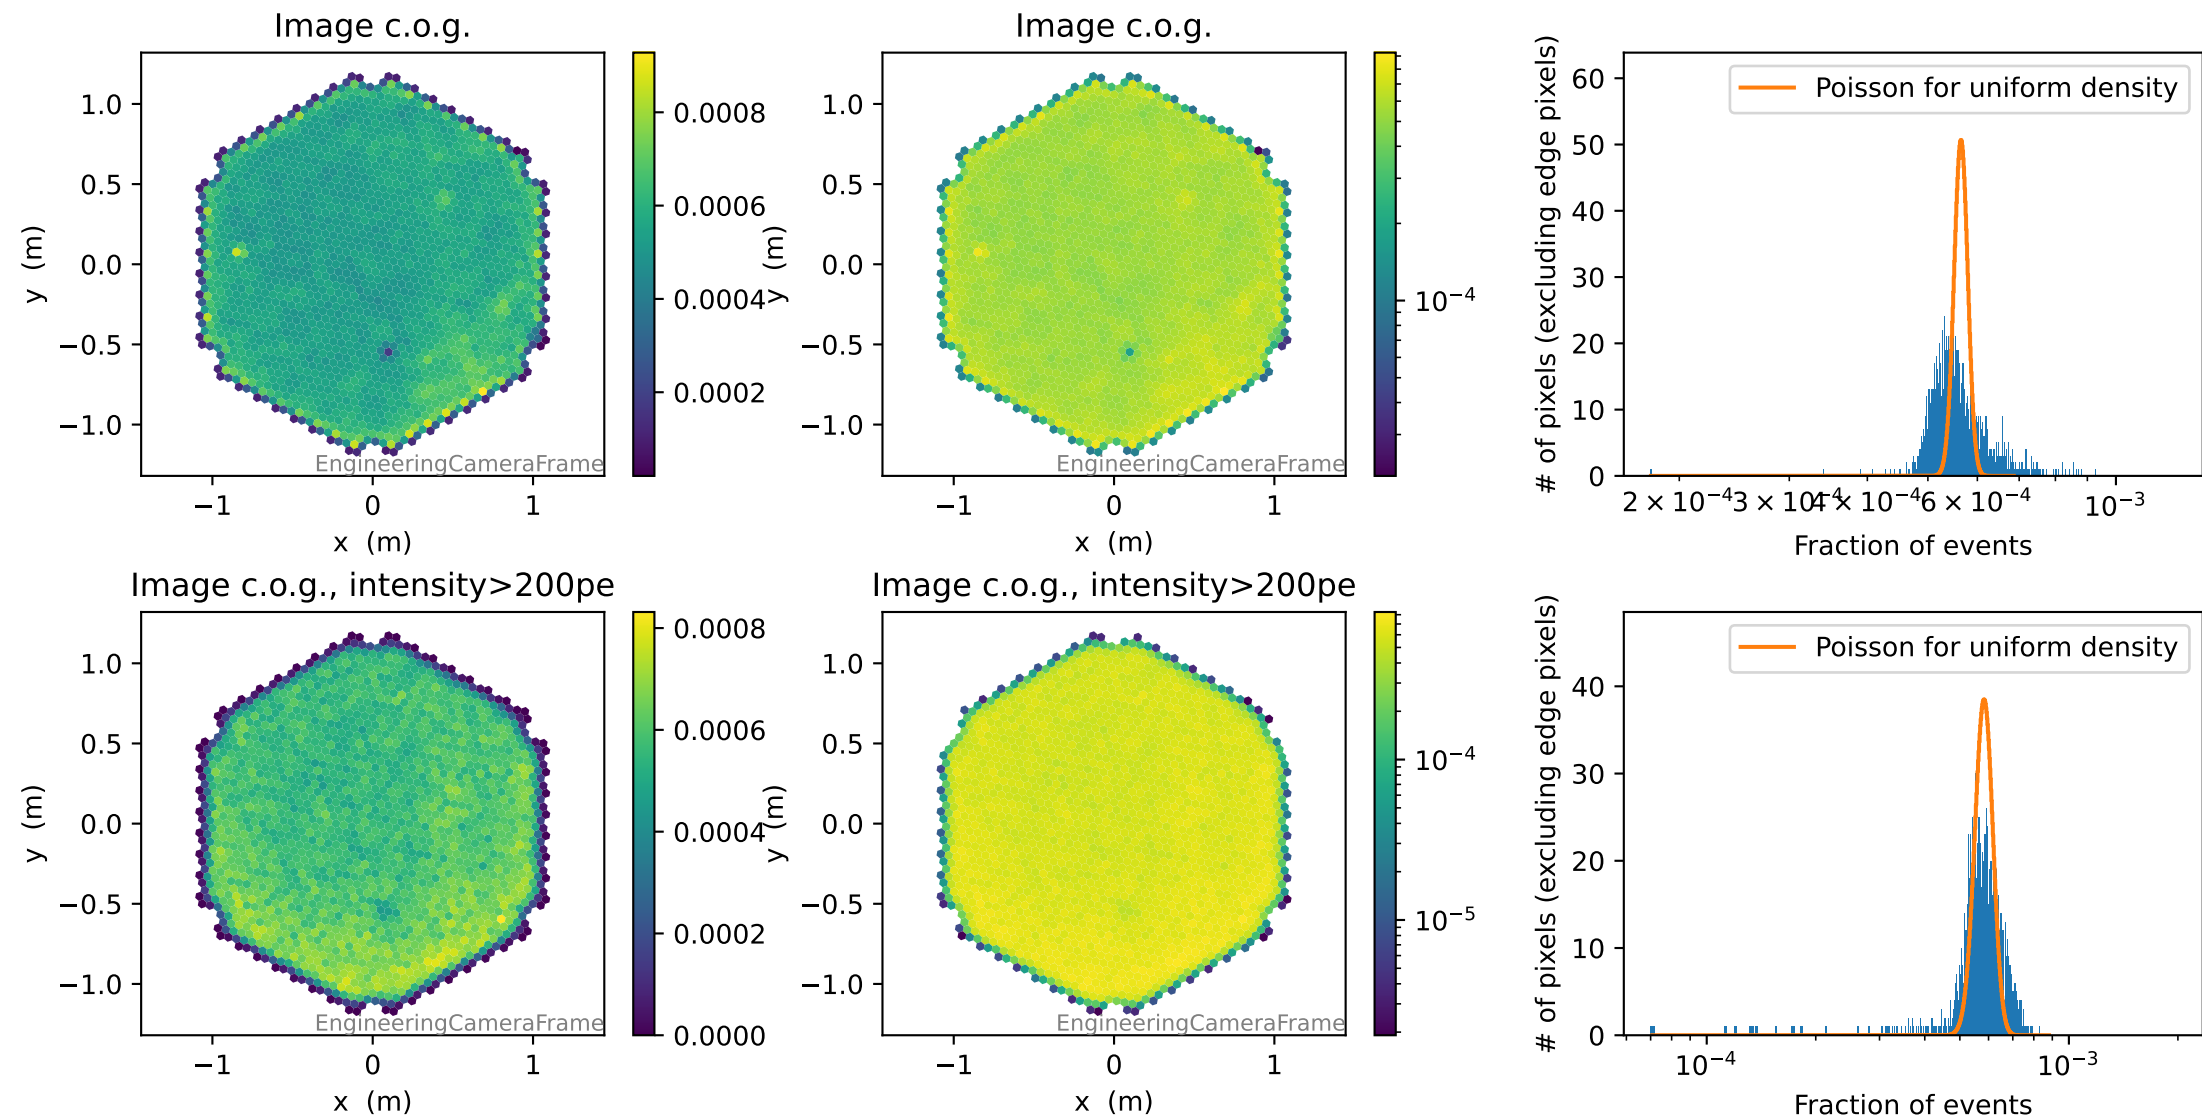 Image c.o.g.
1.0
0.5
0.0
−0.5
−1.0
y (m)
−1
0
1
x (m)
EngineeringCameraFrame
0.0008
0.0006
0.0004
0.0002
Image c.o.g.
1.0
0.5
0.0
−0.5
−1.0
y (m)
−1
0
1
x (m)
EngineeringCameraFrame
10⁻⁴
# of pixels (excluding edge pixels)
60
50
40
30
20
10
0
Poisson for uniform density
2 × 10⁻⁴
3 × 10⁻⁴
4 × 10⁻⁴
6 × 10⁻⁴
10⁻³
Fraction of events
Image c.o.g., intensity>200pe
1.0
0.5
0.0
−0.5
−1.0
y (m)
−1
0
1
x (m)
EngineeringCameraFrame
0.0008
0.0006
0.0004
0.0002
0.0000
Image c.o.g., intensity>200pe
1.0
0.5
0.0
−0.5
−1.0
y (m)
−1
0
1
x (m)
EngineeringCameraFrame
10⁻⁴
10⁻⁵
# of pixels (excluding edge pixels)
40
30
20
10
0
Poisson for uniform density
10⁻⁴
10⁻³
Fraction of events